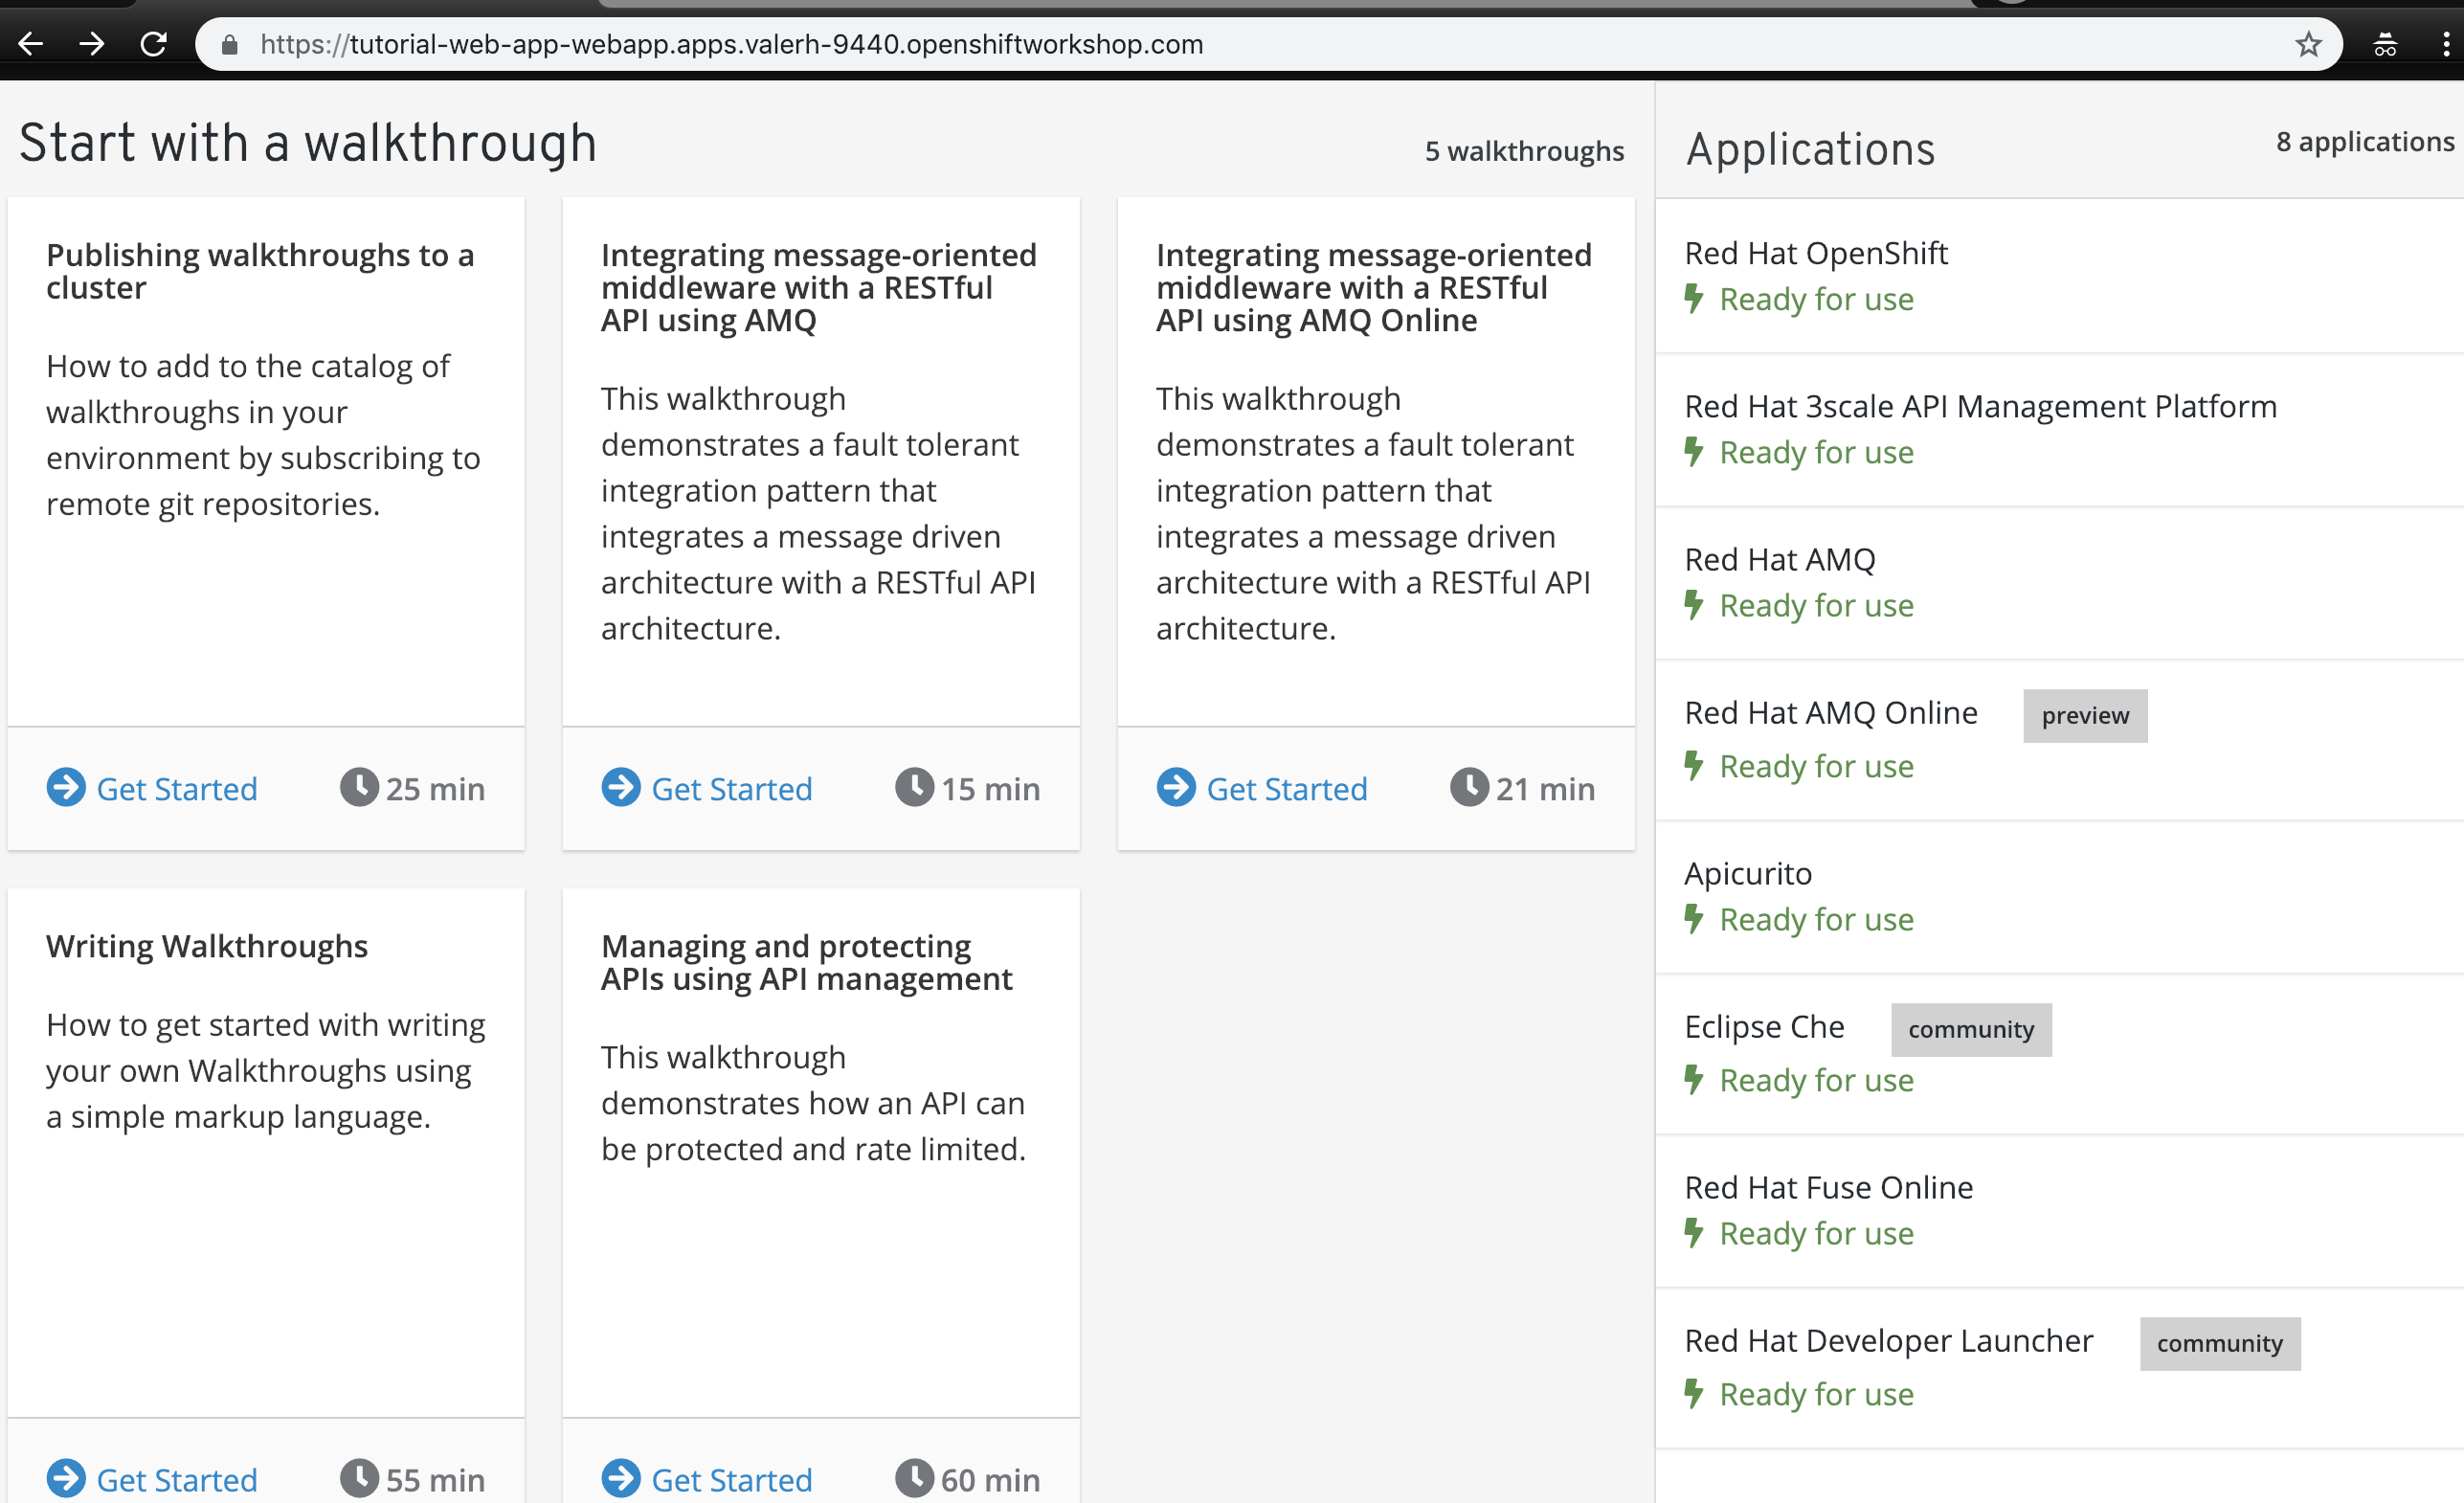 https://tutorial-web-app-webapp.apps.valerh-9440.openshiftworkshop.com
Start with a walkthrough
5 walkthroughs
Publishing walkthroughs to a
cluster
How to add to the catalog of
walkthroughs in your
environment by subscribing to
remote git repositories.
Get Started
25 min
Integrating message-oriented
middleware with a RESTful
API using AMQ
This walkthrough
demonstrates a fault tolerant
integration pattern that
integrates a message driven
architecture with a RESTful API
architecture.
Get Started
15 min
Integrating message-oriented
middleware with a RESTful
API using AMQ Online
This walkthrough
demonstrates a fault tolerant
integration pattern that
integrates a message driven
architecture with a RESTful API
architecture.
Get Started
21 min
Writing Walkthroughs
How to get started with writing
your own Walkthroughs using
a simple markup language.
Get Started
55 min
Managing and protecting
APIs using API management
This walkthrough
demonstrates how an API can
be protected and rate limited.
Get Started
60 min
Applications
8 applications
Red Hat OpenShift
Ready for use
Red Hat 3scale API Management Platform
Ready for use
Red Hat AMQ
Ready for use
Red Hat AMQ Online
preview
Ready for use
Apicurito
Ready for use
Eclipse Che
community
Ready for use
Red Hat Fuse Online
Ready for use
Red Hat Developer Launcher
community
Ready for use